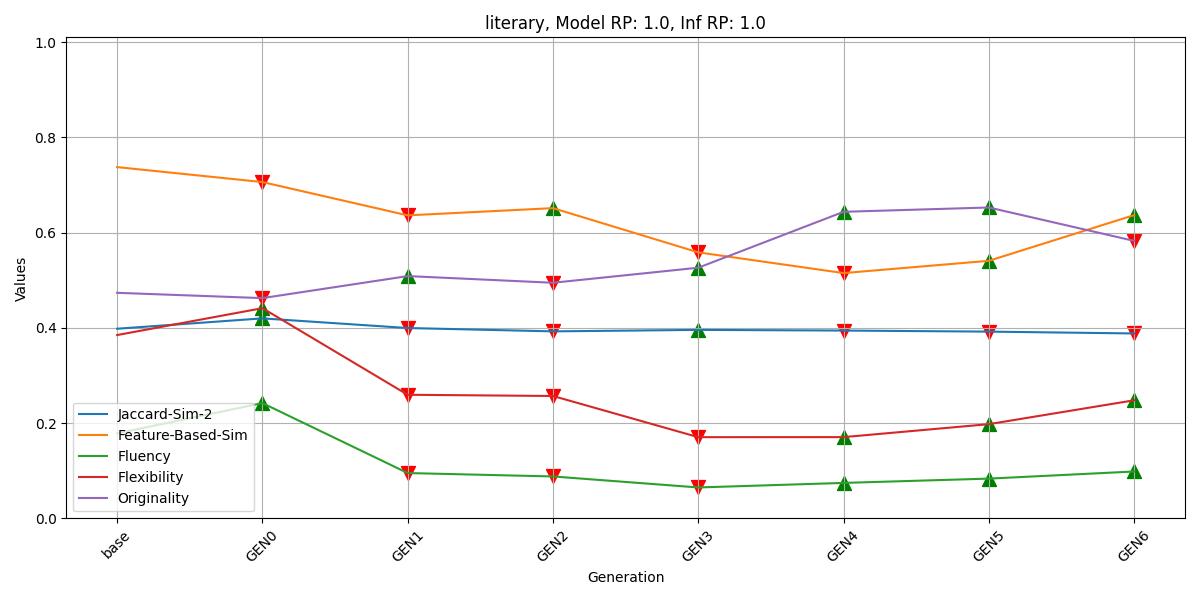 literary, Model RP: 1.0, Inf RP: 1.0
1.0
0.8
0.6
0.4
0.2
0.0
Values
Jaccard-Sim-2
Feature-Based-Sim
Fluency
Flexibility
Originality
base
GEN0
GEN1
GEN2
GEN3
GEN4
GEN5
GEN6
Generation